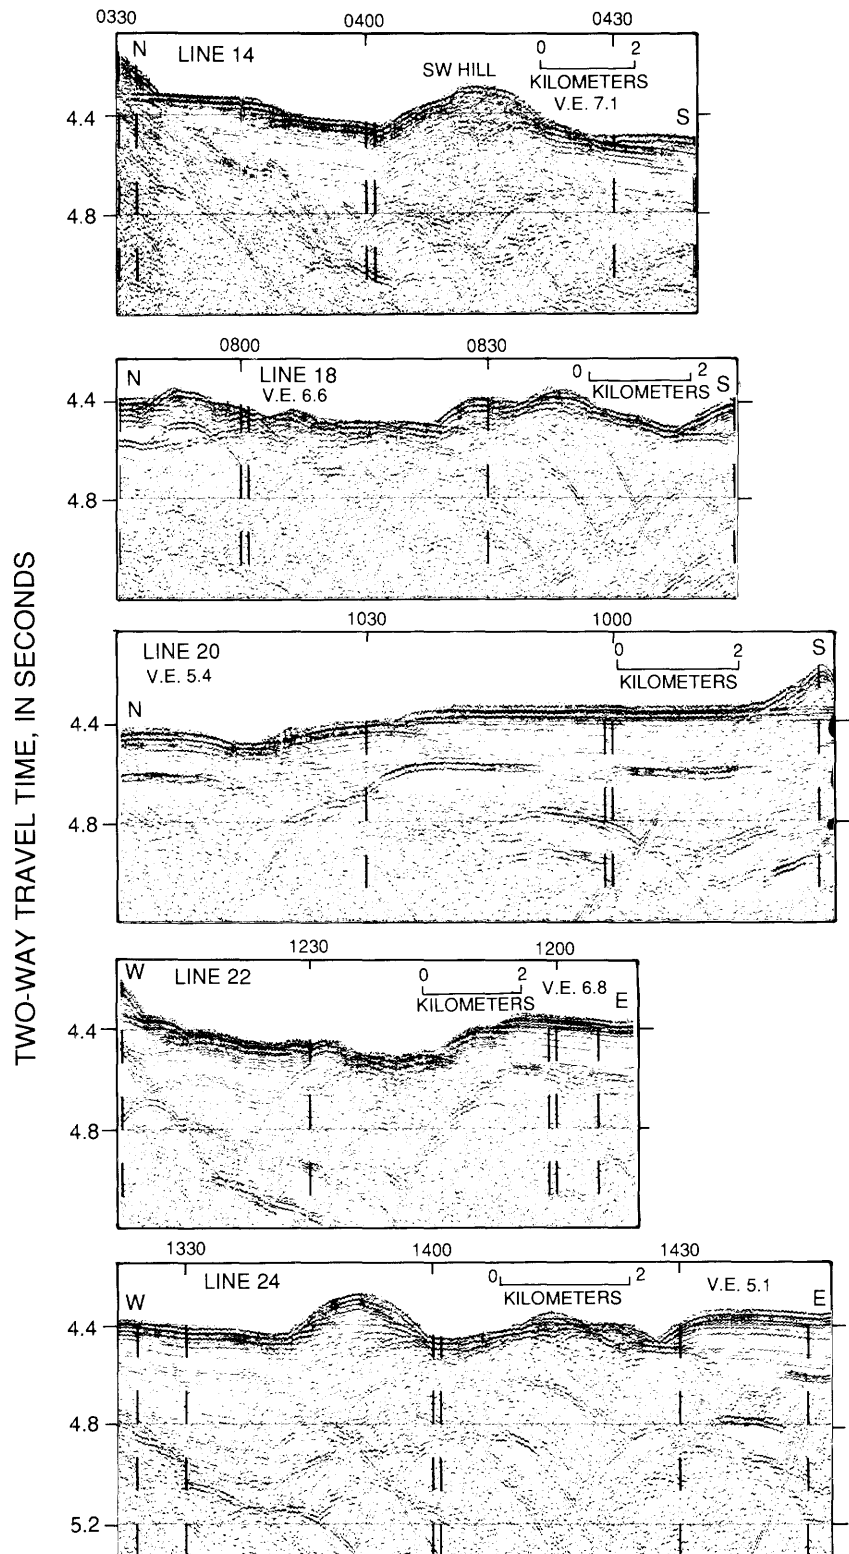 TWO-WAY TRAVEL TIME, IN SECONDS
0330 0400 0430
N LINE 14 SW HILL 0 2
KILOMETERS
V.E. 7.1
S
4.4
4.8
0800 0830
N LINE 18 0 2 S
V.E. 6.6 KILOMETERS
4.4
4.8
1030 1000
LINE 20 0 2 S
V.E. 5.4 KILOMETERS
N
4.4
4.8
1230 1200
W LINE 22 0 2 V.E. 6.8
KILOMETERS E
4.4
4.8
1330 1400 1430
LINE 24 0 2 V.E. 5.1
W KILOMETERS E
4.4
4.8
5.2